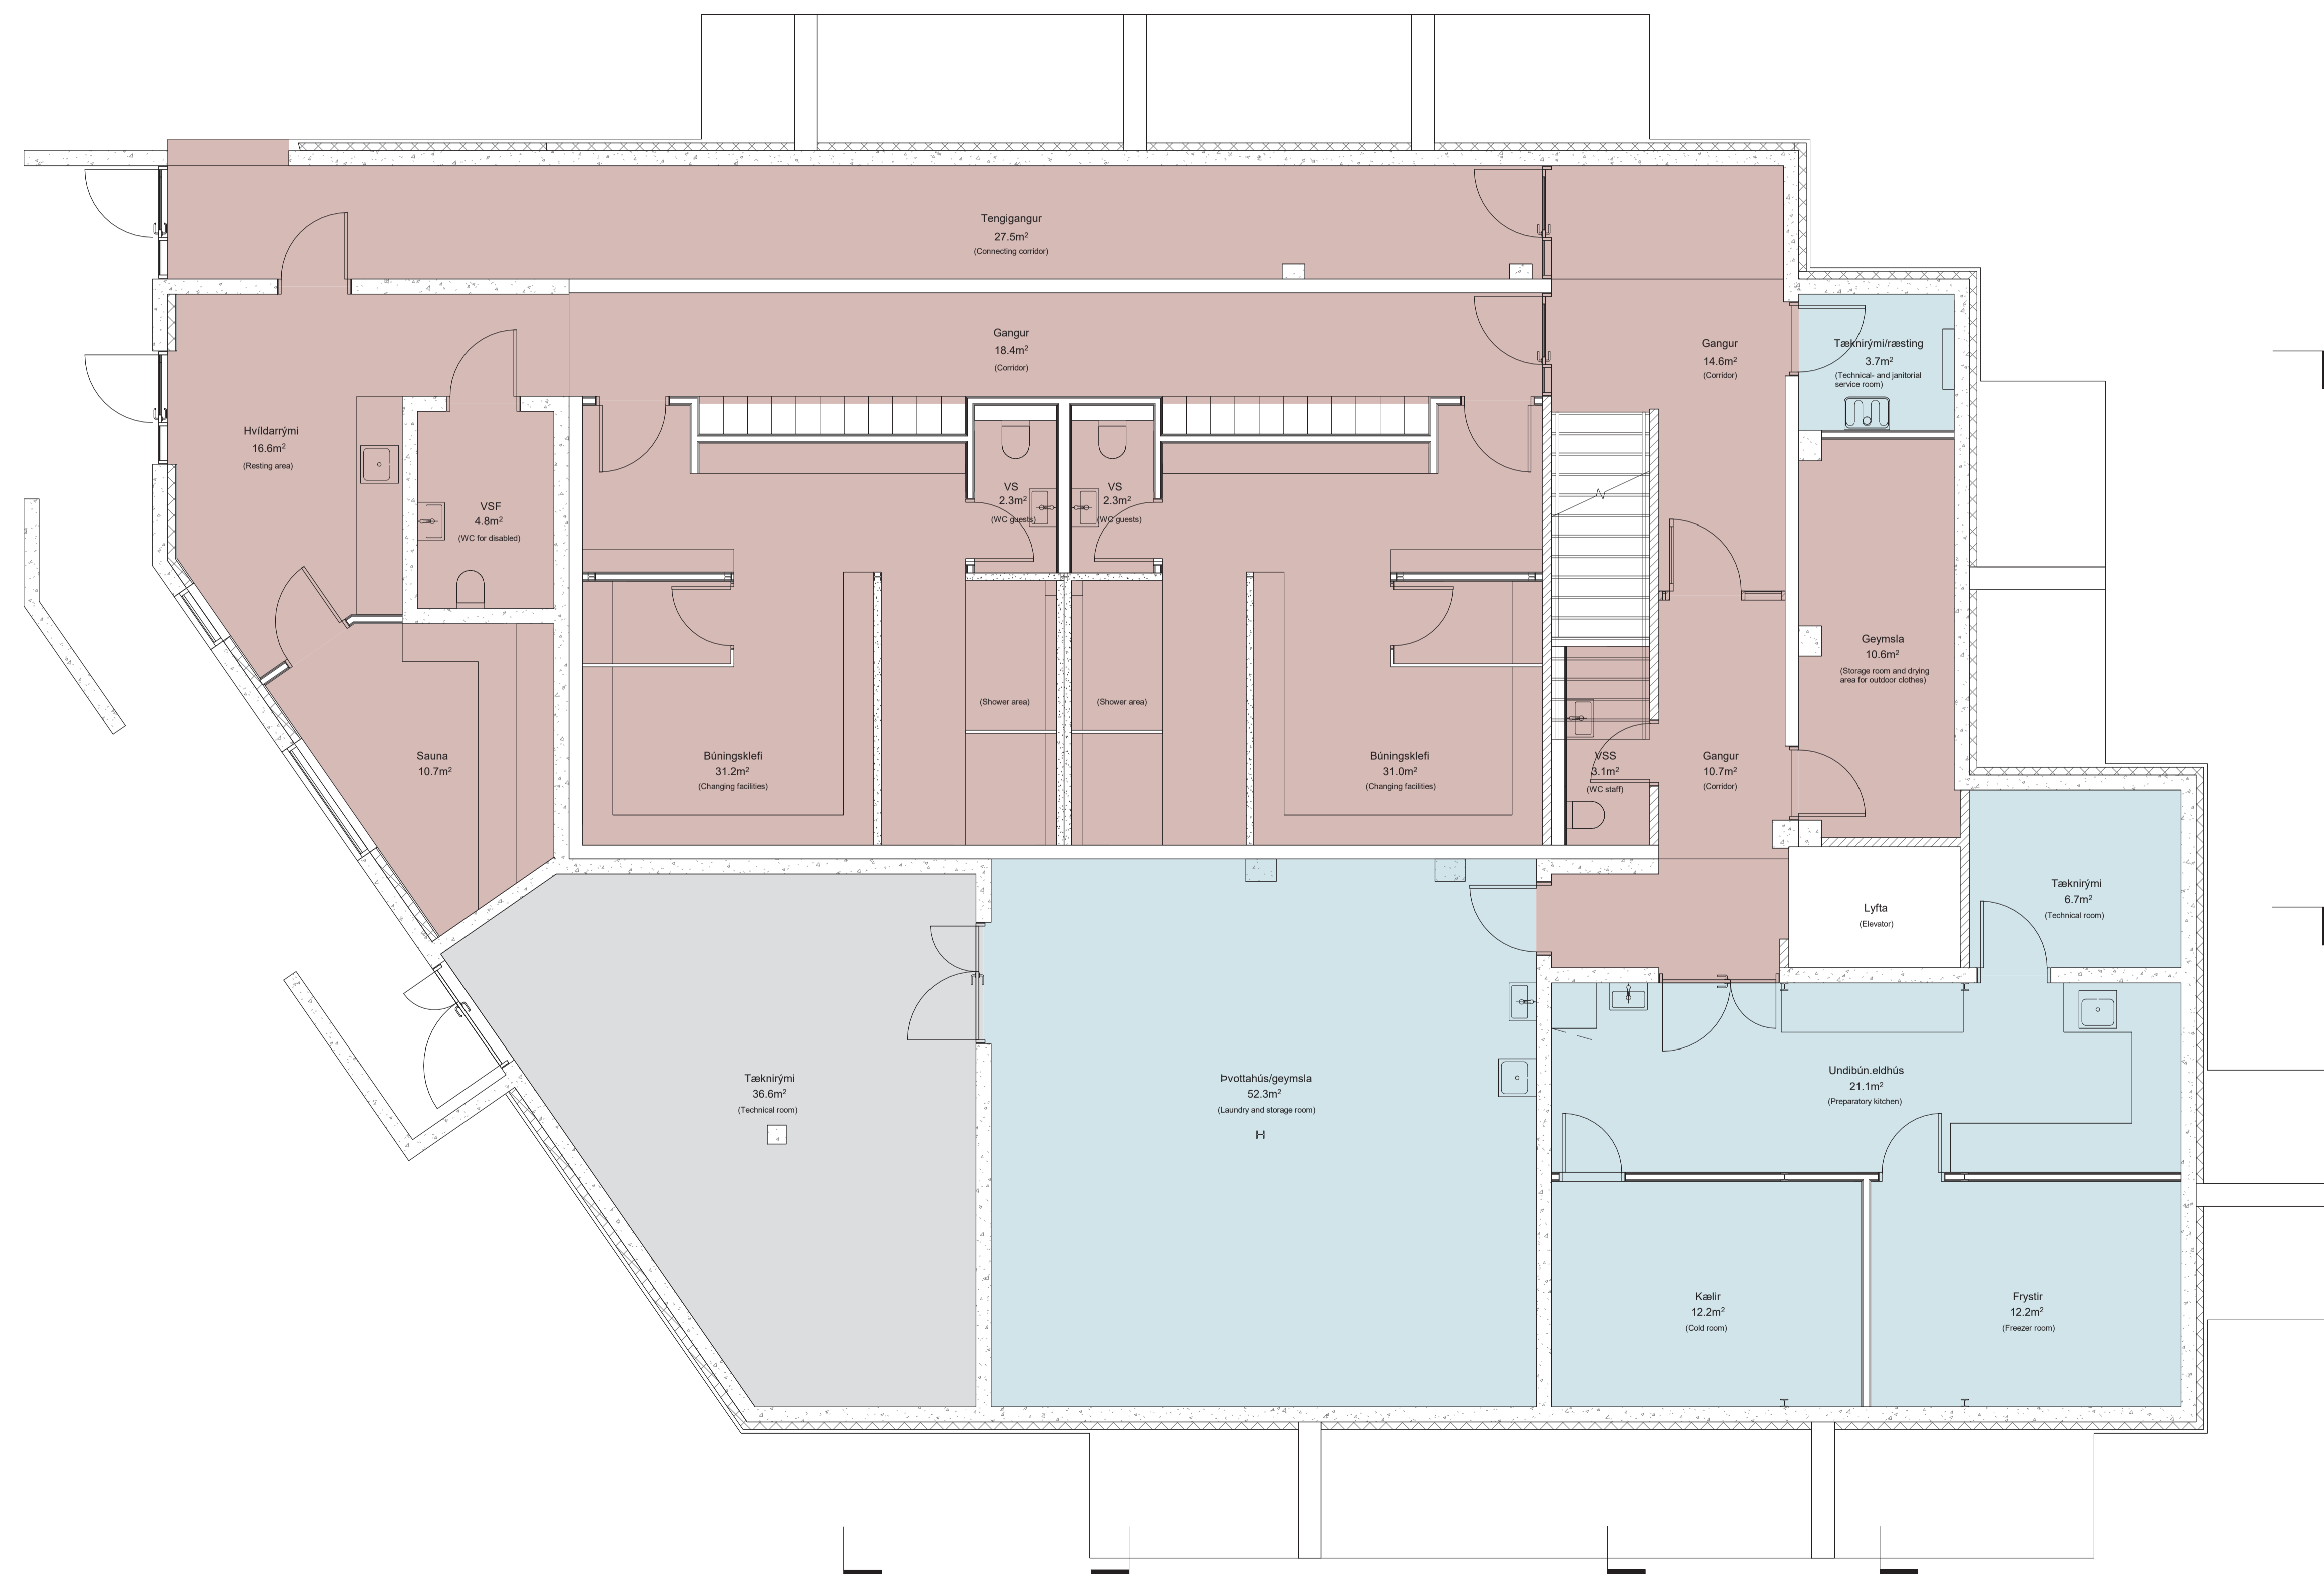 Tengigangur
27.5m²
(Connecting corridor)
Gangur
18.4m²
(Corridor)
Gangur
14.6m²
(Corridor)
Tæknirými/ræsting
3.7m²
(Technical- and janitorial
service room)
Hvíldarrými
16.6m²
(Resting area)
VSF
4.8m²
(WC for disabled)
VS
2.3m²
(WC guests)
VS
2.3m²
(WC guests)
Geymsla
10.6m²
(Storage room and drying
area for outdoor clothes)
(Shower area)
(Shower area)
Sauna
10.7m²
Búningsklefi
31.2m²
(Changing facilities)
Búningsklefi
31.0m²
(Changing facilities)
VSS
3.1m²
(WC staff)
Gangur
10.7m²
(Corridor)
Lyfta
(Elevator)
Tæknirými
6.7m²
(Technical room)
Tæknirými
36.6m²
(Technical room)
Þvottahús/geymsla
52.3m²
(Laundry and storage room)
Undibún.eldhús
21.1m²
(Preparatory kitchen)
Kælir
12.2m²
(Cold room)
Frystir
12.2m²
(Freezer room)